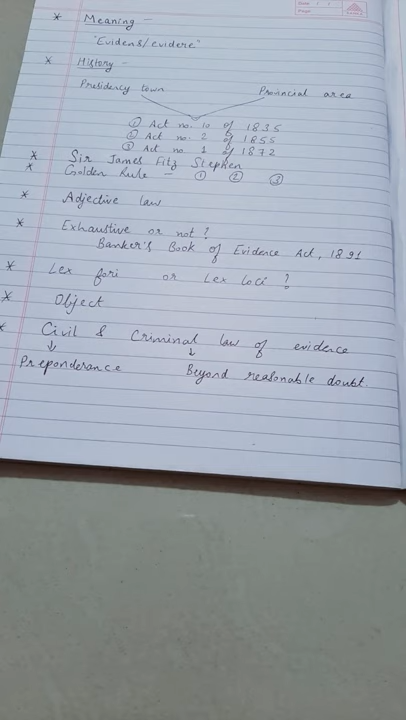 Date : / /
Page:
* Meaning -
"Evidens/evidere"
* History -
Presidency town Provincial area
① Act no. 10 of 1835
② Act no. 2 of 1855
③ Act no. 1 of 1872
* Sir James Fitz Stephen
* Golden Rule - ① ② ③
* Adjective law
* Exhaustive or not ?
Banker's Book of Evidence Act, 1891
* Lex fori or Lex loci ?
* Object
* Civil & Criminal law of evidence
↓ ↓
Preponderance Beyond reasonable doubt.